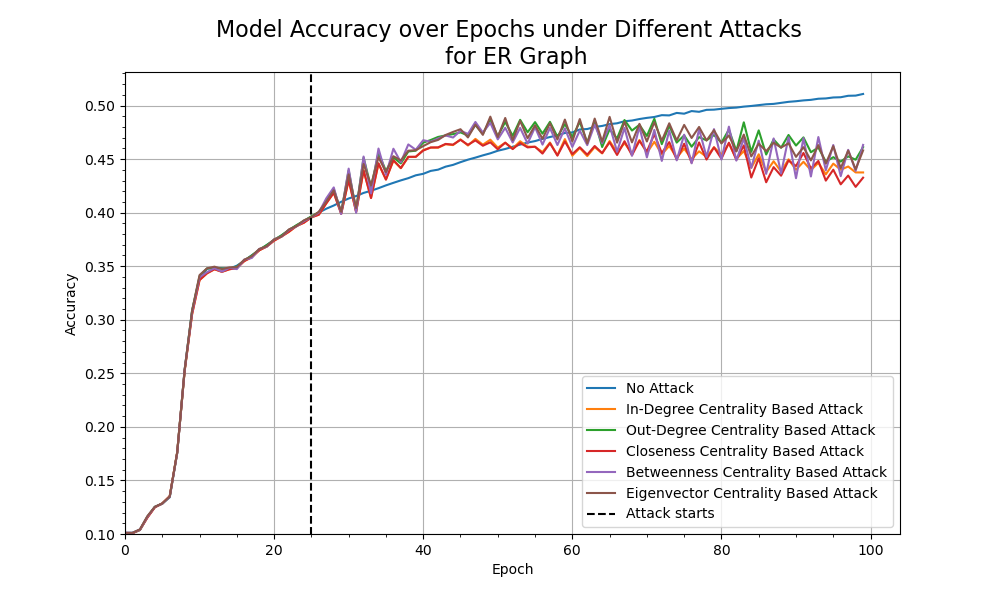 Model Accuracy over Epochs under Different Attacks
for ER Graph
Accuracy
0.50
0.45
0.40
0.35
0.30
0.25
0.20
0.15
0.10
No Attack
In-Degree Centrality Based Attack
Out-Degree Centrality Based Attack
Closeness Centrality Based Attack
Betweenness Centrality Based Attack
Eigenvector Centrality Based Attack
Attack starts
0 20 40 60 80 100
Epoch